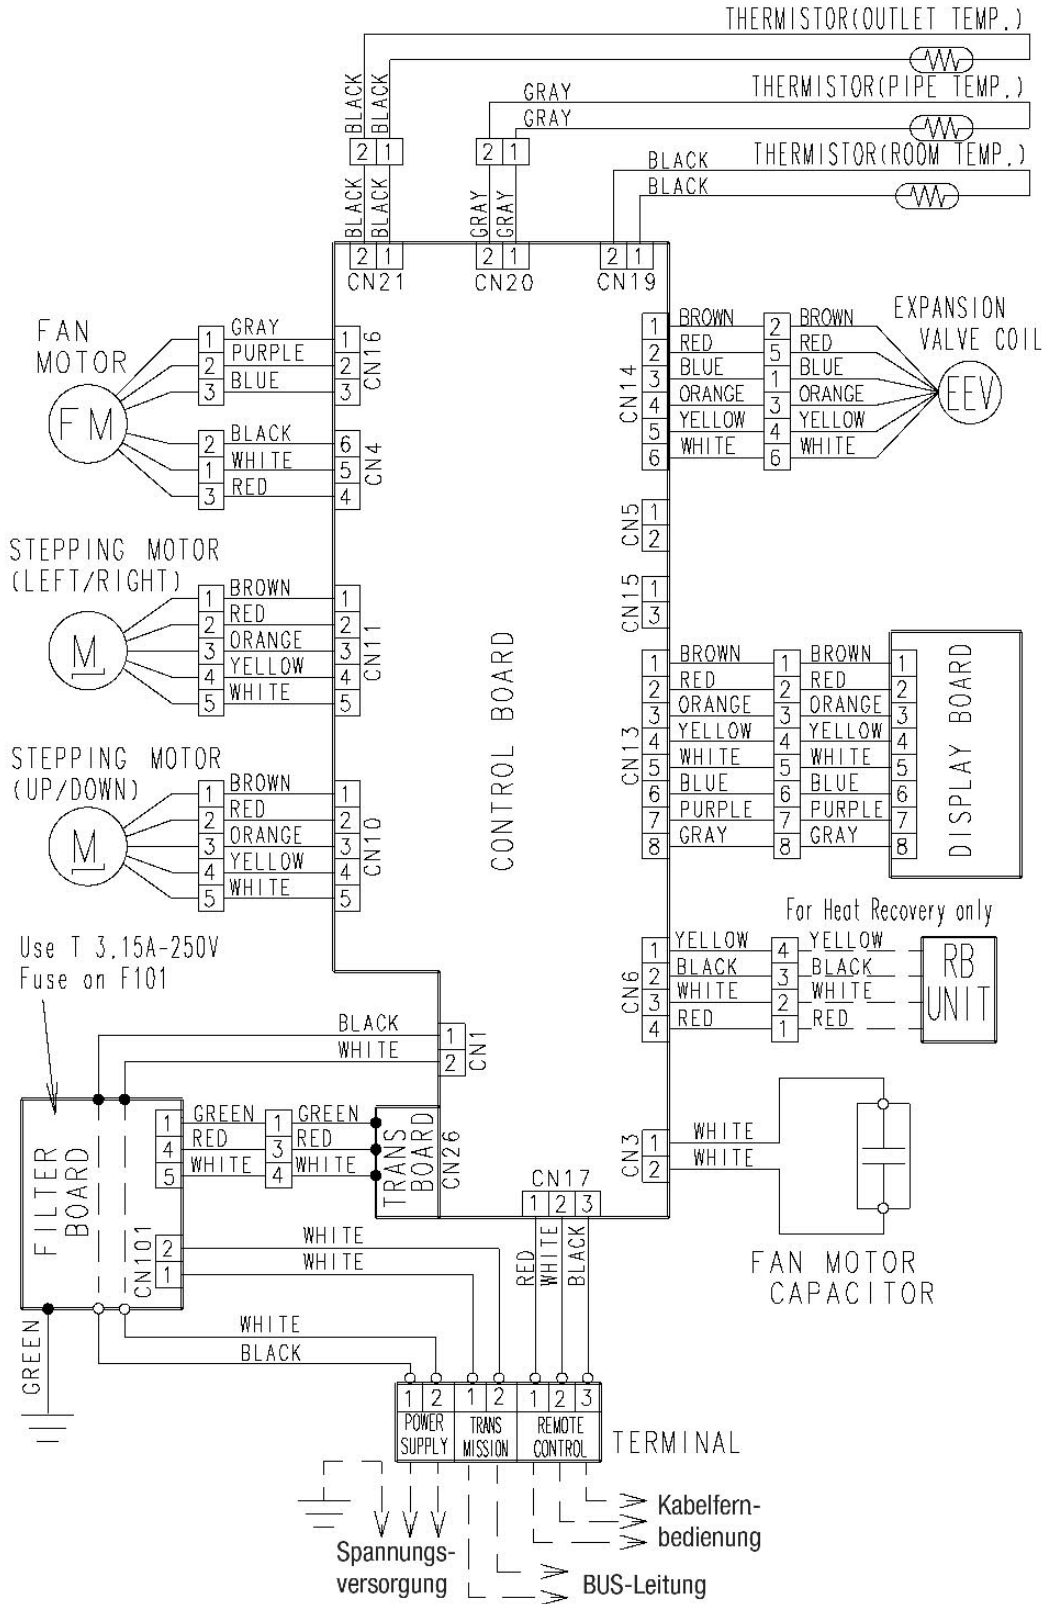 THERMISTOR(OUTLET TEMP.)
BLACK
BLACK
GRAY
THERMISTOR(PIPE TEMP.)
GRAY
2 1
2 1
BLACK
THERMISTOR(ROOM TEMP.)
BLACK
BLACK
BLACK
GRAY
GRAY
2 1
2 1
2 1
CN21
CN20
CN19
FAN
MOTOR
FM
1 GRAY 1
2 PURPLE 2
3 BLUE 3
CN16
2 BLACK 6
1 WHITE 5
3 RED 4
CN4
EXPANSION
VALVE COIL
EEV
CN14
1 BROWN 2 BROWN
2 RED 5 RED
3 BLUE 1 BLUE
4 ORANGE 3 ORANGE
5 YELLOW 4 YELLOW
6 WHITE 6 WHITE
CN5
1
2
CN15
1
3
STEPPING MOTOR
(LEFT/RIGHT)
M
1 BROWN 1
2 RED 2
3 ORANGE 3
4 YELLOW 4
5 WHITE 5
CN11
CONTROL BOARD
CN13
1 BROWN 1 BROWN 1
2 RED 2 RED 2
3 ORANGE 3 ORANGE 3
4 YELLOW 4 YELLOW 4
5 WHITE 5 WHITE 5
6 BLUE 6 BLUE 6
7 PURPLE 7 PURPLE 7
8 GRAY 8 GRAY 8
DISPLAY BOARD
STEPPING MOTOR
(UP/DOWN)
M
1 BROWN 1
2 RED 2
3 ORANGE 3
4 YELLOW 4
5 WHITE 5
CN10
For Heat Recovery only
CN6
1 YELLOW 4 YELLOW
2 BLACK 3 BLACK
3 WHITE 2 WHITE
4 RED 1 RED
RB
UNIT
Use T 3.15A-250V
Fuse on F101
BLACK 1
WHITE 2
CN1
FILTER
BOARD
1 GREEN 1 GREEN
4 RED 3 RED
5 WHITE 4 WHITE
TRANS
BOARD
CN26
CN3
1 WHITE
2 WHITE
FAN MOTOR
CAPACITOR
CN17
1 2 3
RED
WHITE
BLACK
CN101
2 WHITE
1 WHITE
WHITE
BLACK
GREEN
1 2 1 2 1 2 3
POWER
SUPPLY
TRANS
MISSION
REMOTE
CONTROL
TERMINAL
Kabelfern-
bedienung
Spannungs-
versorgung
BUS-Leitung